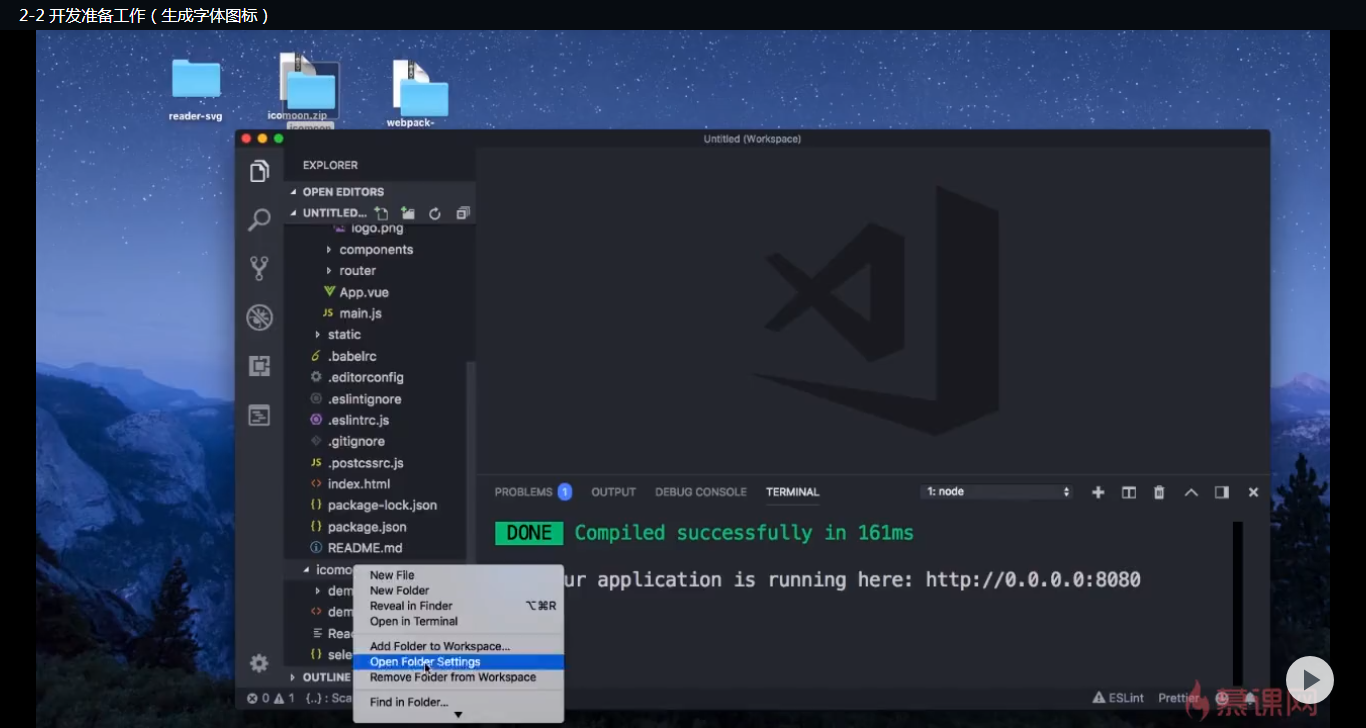 2-2 开发准备工作 ( 生成字体图标 )
reader-svg
icomoon.zip
icomoon
webpack-
Untitled (Workspace)
EXPLORER
OPEN EDITORS
UNTITLED...
logo.png
components
router
App.vue
JS main.js
static
.babelrc
.editorconfig
.eslintignore
.eslintrc.js
.gitignore
JS .postcssrc.js
<> index.html
{} package-lock.json
{} package.json
README.md
icomo
dem
<> dem
Rea
{} sele
OUTLINE
PROBLEMS 1 OUTPUT DEBUG CONSOLE TERMINAL
1: node
DONE Compiled successfully in 161ms
ur application is running here: http://0.0.0.0:8080
New File
New Folder
Reveal in Finder ⌥⌘R
Open in Terminal
Add Folder to Workspace...
Open Folder Settings
Remove Folder from Workspace
Find in Folder...
0 1 {..} : Sca
ESLint Prettier
慕课网